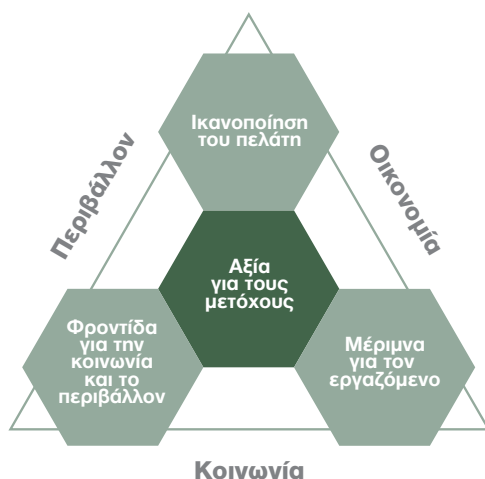 Ικανοποίηση
του πελάτη
Περιβάλλον
Οικονομία
Αξία
για τους
μετόχους
Φροντίδα
για την
κοινωνία
και το
περιβάλλον
Μέριμνα
για τον
εργαζόμενο
Κοινωνία